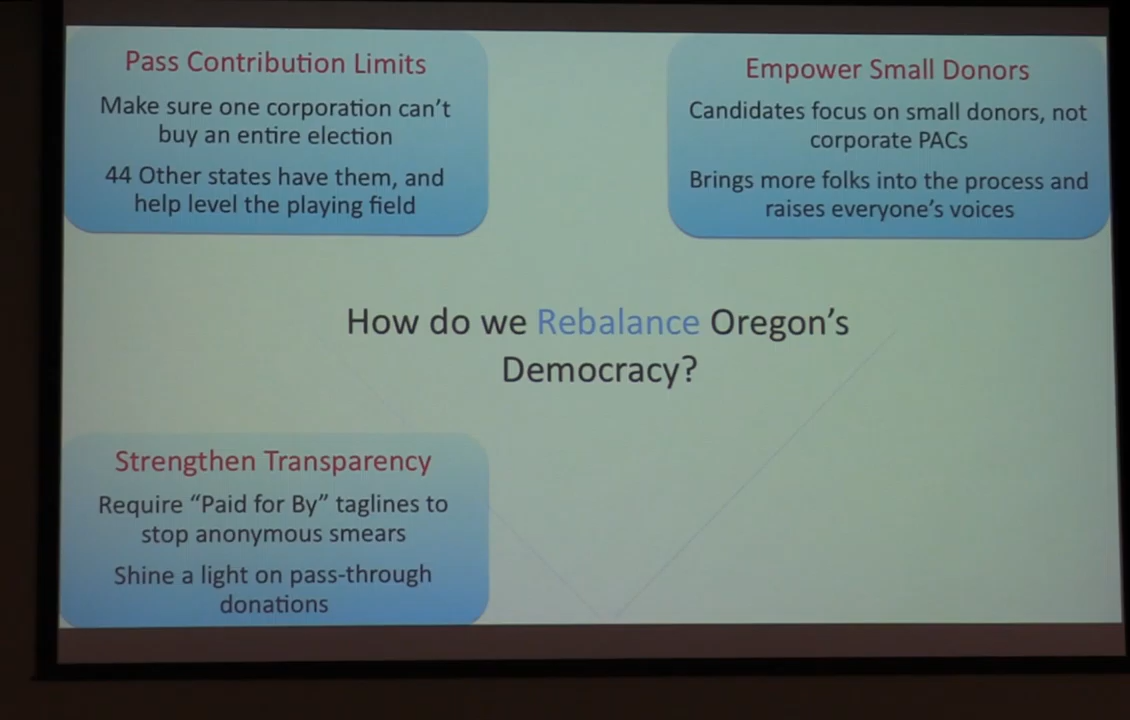 Pass Contribution Limits
Make sure one corporation can't
buy an entire election
44 Other states have them, and
help level the playing field
Empower Small Donors
Candidates focus on small donors, not
corporate PACs
Brings more folks into the process and
raises everyone's voices
How do we Rebalance Oregon's
Democracy?
Strengthen Transparency
Require “Paid for By” taglines to
stop anonymous smears
Shine a light on pass-through
donations